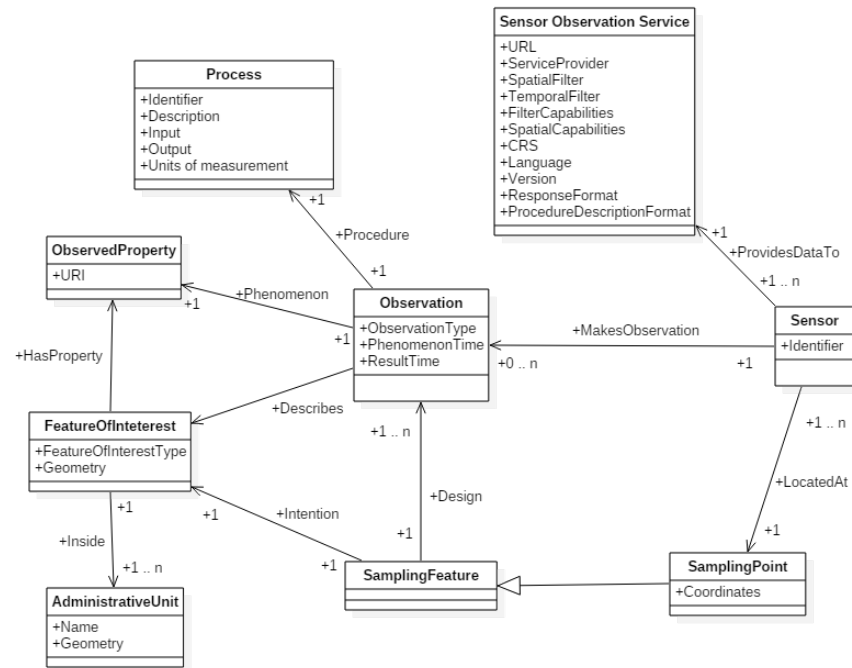 Sensor Observation Service
+URL
+ServiceProvider
+SpatialFilter
+TemporalFilter
+FilterCapabilities
+SpatialCapabilities
+CRS
+Language
+Version
+ResponseFormat
+ProcedureDescriptionFormat
Process
+Identifier
+Description
+Input
+Output
+Units of measurement
+1
+Procedure
+1
+1
+ProvidesDataTo
+1 .. n
ObservedProperty
+URI
+1
+Phenomenon
+1
Observation
+ObservationType
+PhenomenonTime
+ResultTime
+MakesObservation
+0 .. n
+1
Sensor
+Identifier
+HasProperty
+Describes
FeatureOfInteterest
+FeatureOfInterestType
+Geometry
+1 .. n
+1 .. n
+LocatedAt
+1
+1
+Intention
+Design
+1
+1
+1
+Inside
+1 .. n
SamplingFeature
SamplingPoint
+Coordinates
AdministrativeUnit
+Name
+Geometry